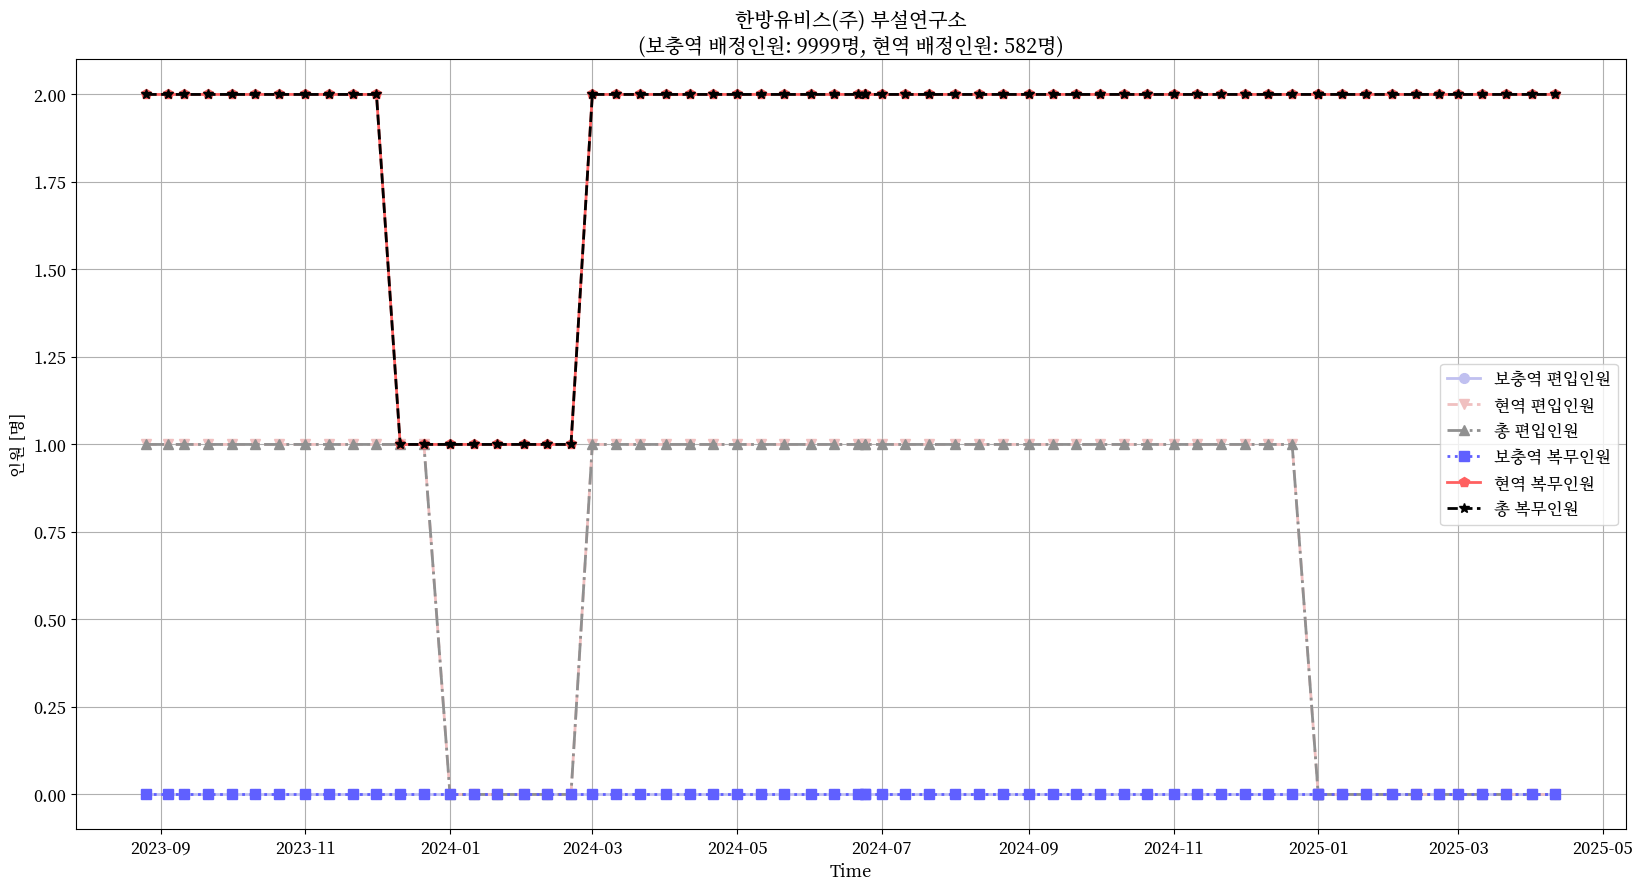 한방유비스(주) 부설연구소
(보충역 배정인원: 9999명, 현역 배정인원: 582명)
인원 [명]
2.00
1.75
1.50
1.25
1.00
0.75
0.50
0.25
0.00
보충역 편입인원
현역 편입인원
총 편입인원
보충역 복무인원
현역 복무인원
총 복무인원
2023-09 2023-11 2024-01 2024-03 2024-05 2024-07 2024-09 2024-11 2025-01 2025-03 2025-05
Time